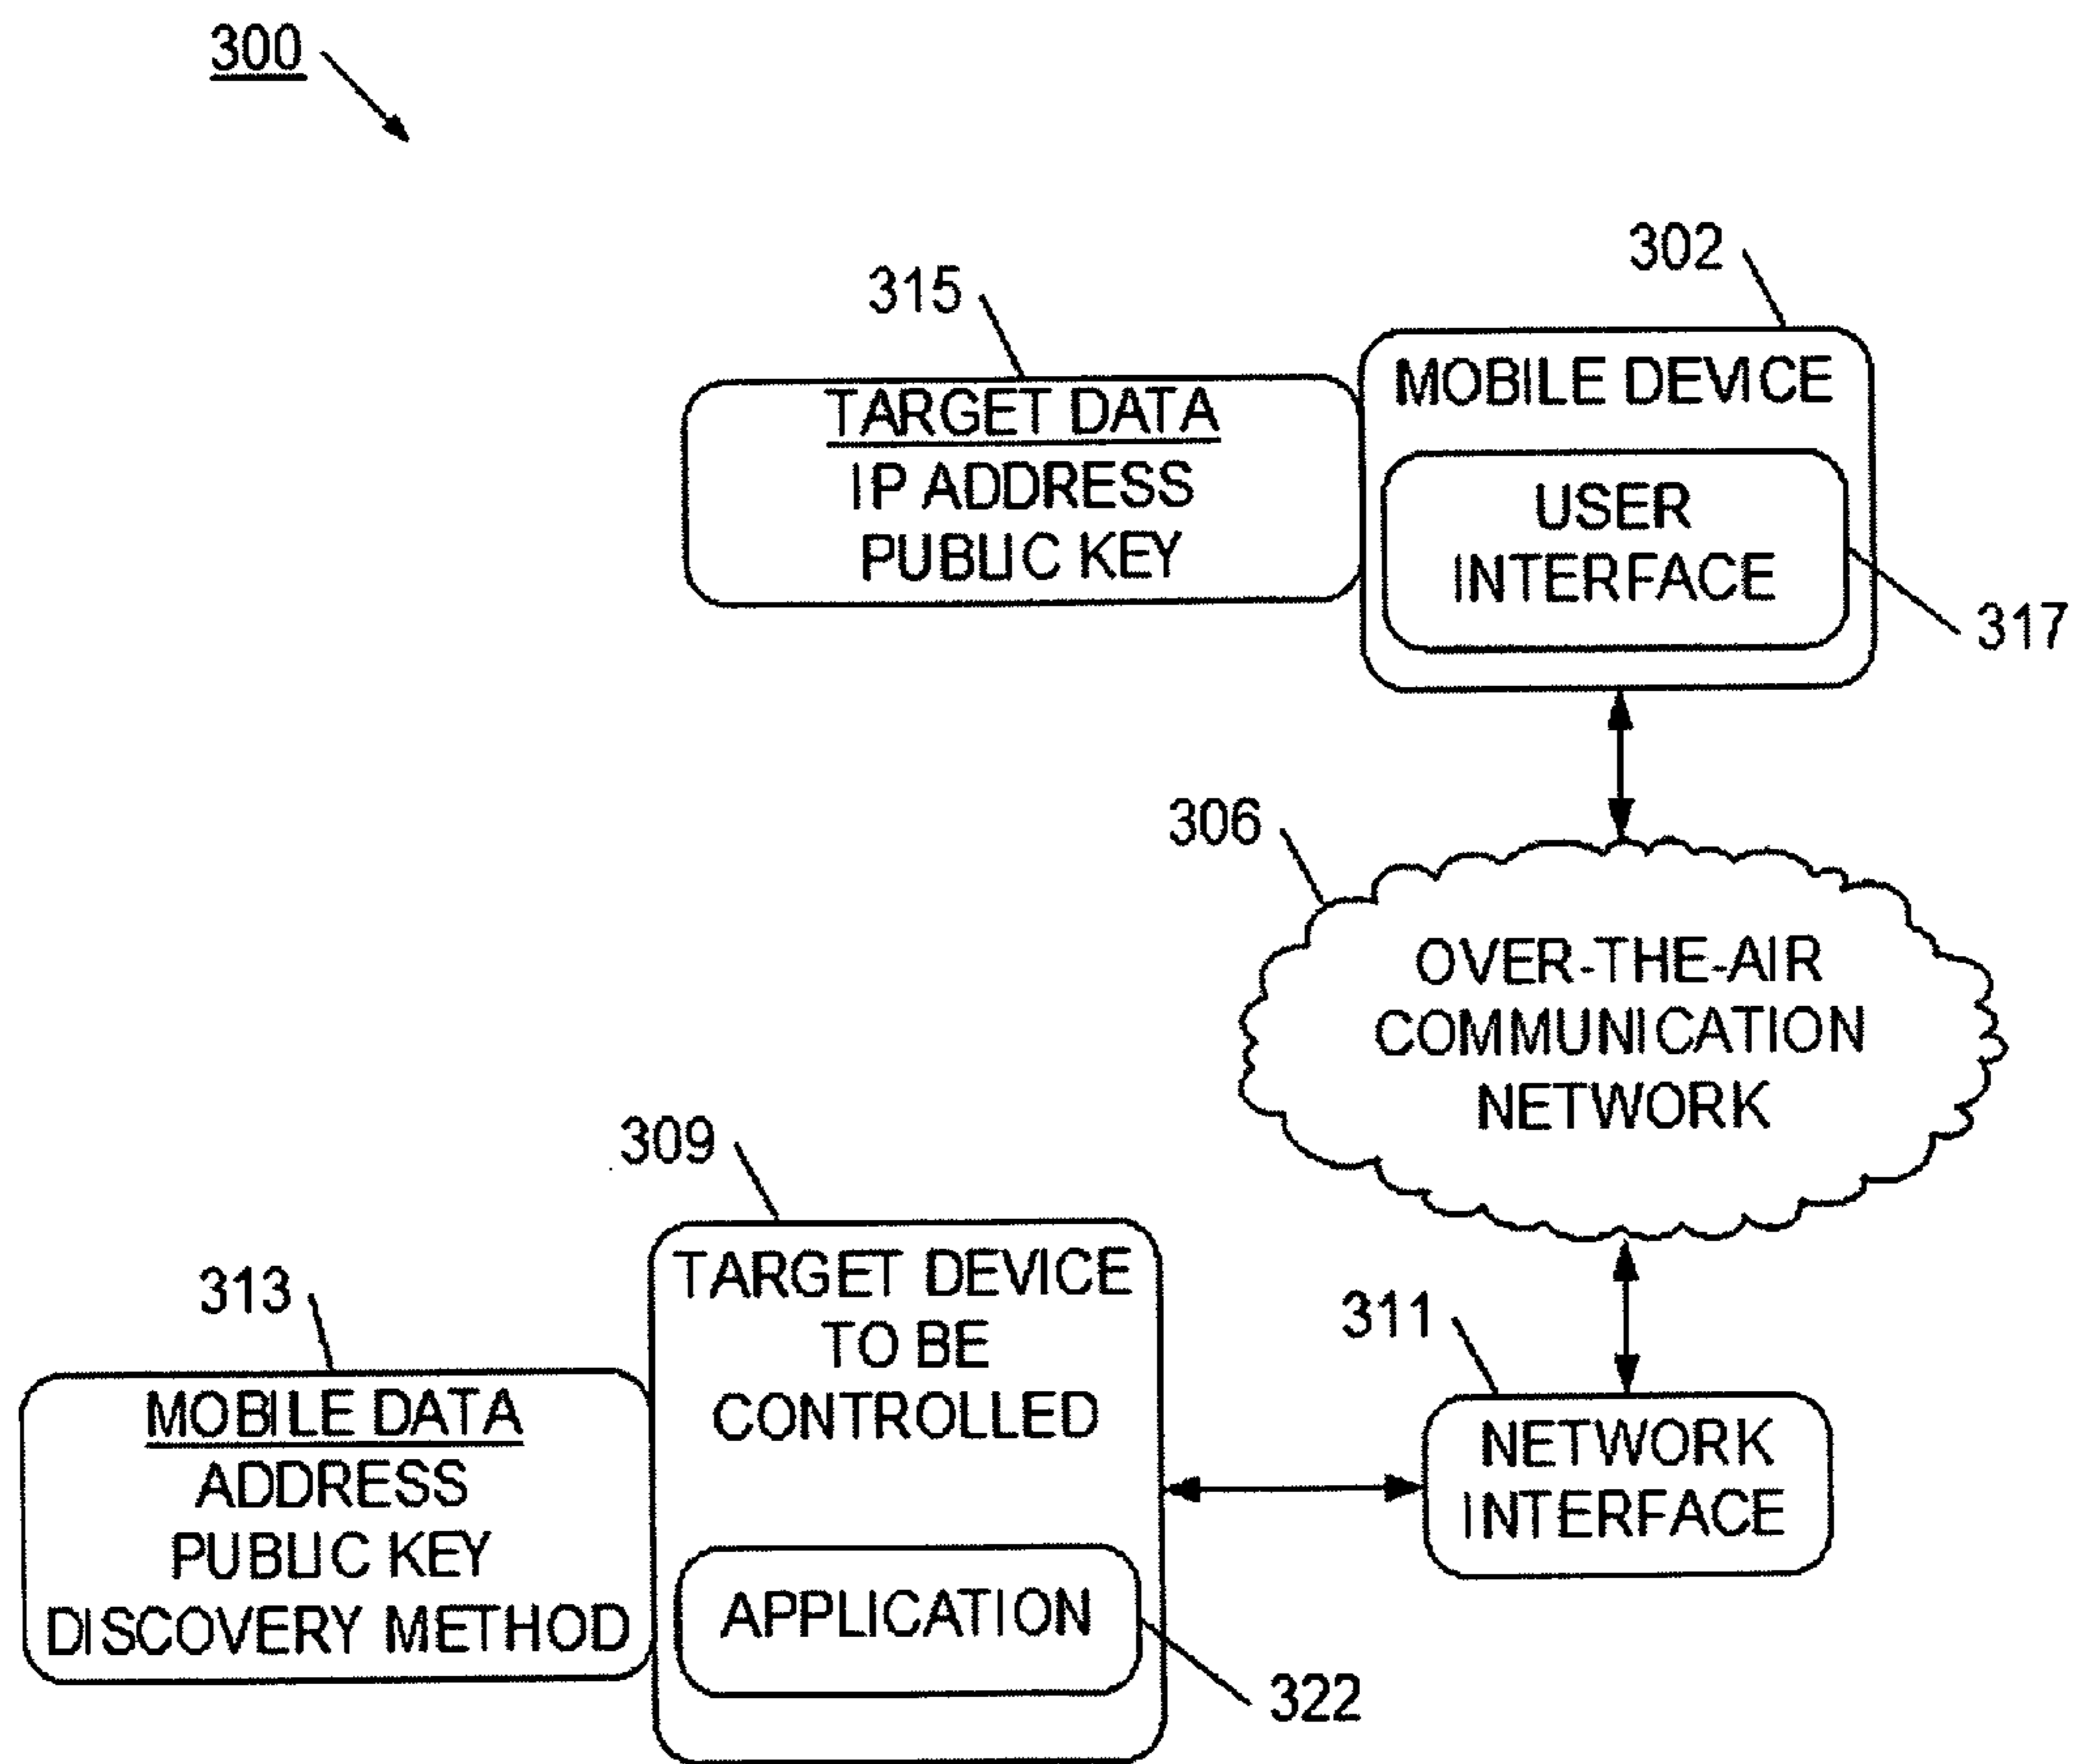 300
302
315
MOBILE DEVICE
TARGET DATA
IP ADDRESS
PUBLIC KEY
USER
INTERFACE
317
306
OVER-THE-AIR
COMMUNICATION
NETWORK
309
TARGET DEVICE
TO BE
CONTROLLED
313
311
MOBILE DATA
ADDRESS
PUBLIC KEY
DISCOVERY METHOD
NETWORK
INTERFACE
APPLICATION
322